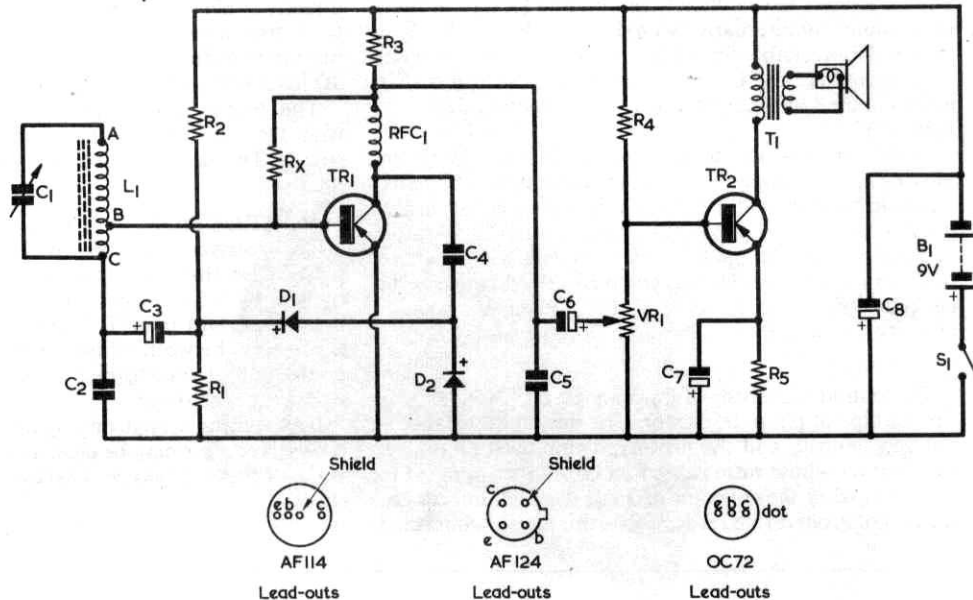 R3
R2
R4
RFC1
T1
RX
A
TR1
TR2
C1
L1
B
C4
B1
9V
C
D1
C6
VR1
C8
C3
+
+
+
+
D2
C7
R5
S1
C2
R1
C5
+
+
+
Shield
Shield
e b c
c
e b
e b c
dot
AF114
AF124
OC72
Lead-outs
Lead-outs
Lead-outs